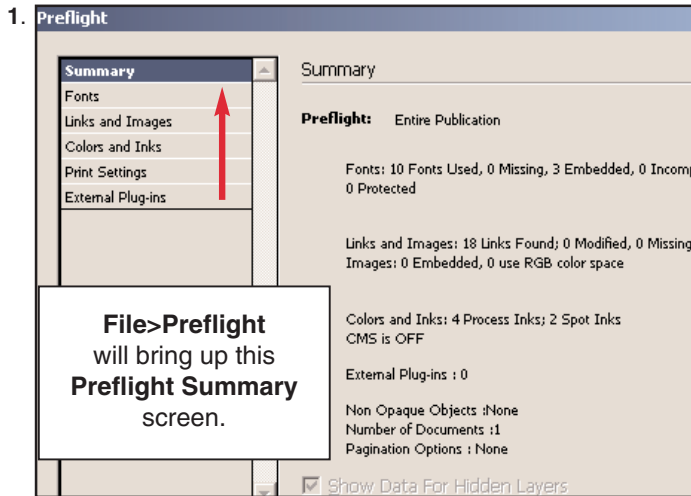 1. Preflight
Summary
Fonts
Links and Images
Colors and Inks
Print Settings
External Plug-ins
Summary
Preflight: Entire Publication
Fonts: 10 Fonts Used, 0 Missing, 3 Embedded, 0
0 Protected
Links and Images: 18 Links Found; 0 Modified, 0 Missing
Images: 0 Embedded, 0 use RGB color space
Colors and Inks: 4 Process Inks; 2 Spot Inks
CMS is OFF
External Plug-ins : 0
Non Opaque Objects :None
Number of Documents :1
Pagination Options : None
Show Data For Hidden Layers
File>Preflight
will bring up this
Preflight Summary
screen.